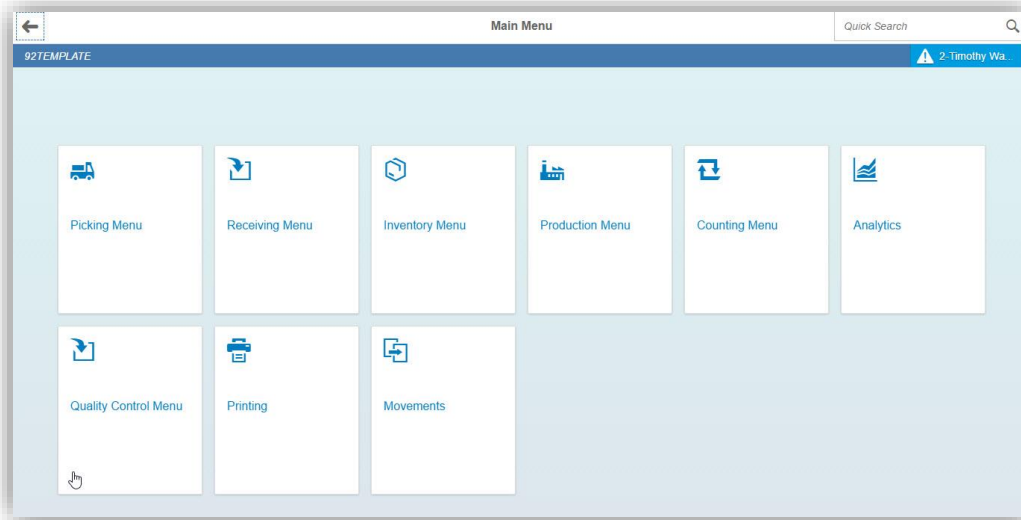 Main Menu
Quick Search
92TEMPLATE
2-Timothy Wa...
Picking Menu
Receiving Menu
Inventory Menu
Production Menu
Counting Menu
Analytics
Quality Control Menu
Printing
Movements